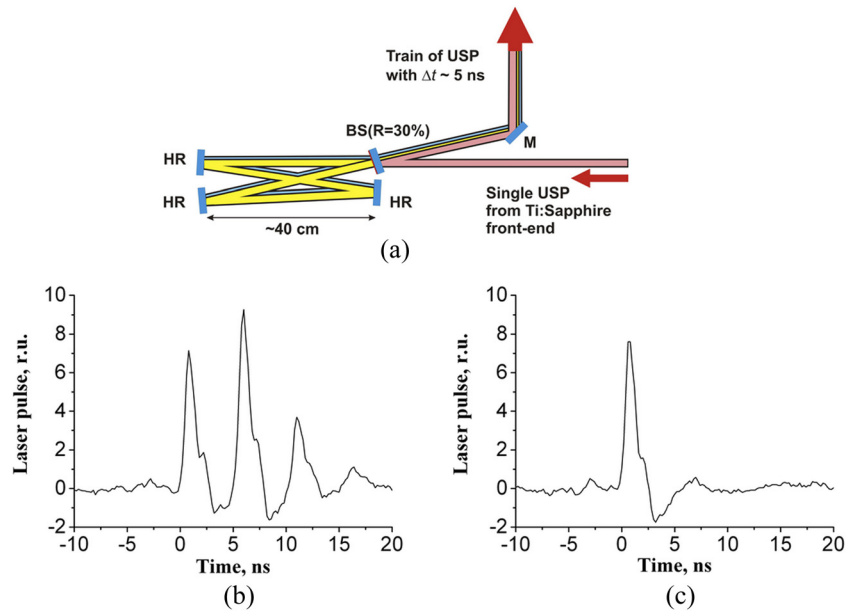 Train of USP
with Δt ~ 5 ns
BS(R=30%)
M
HR
HR
HR
~40 cm
Single USP
from Ti:Sapphire
front-end
(a)
Laser pulse, r.u.
10
8
6
4
2
0
-2
-10
-5
0
5
10
15
20
Time, ns
(b)
Laser pulse, r.u.
10
8
6
4
2
0
-2
-10
-5
0
5
10
15
20
Time, ns
(c)